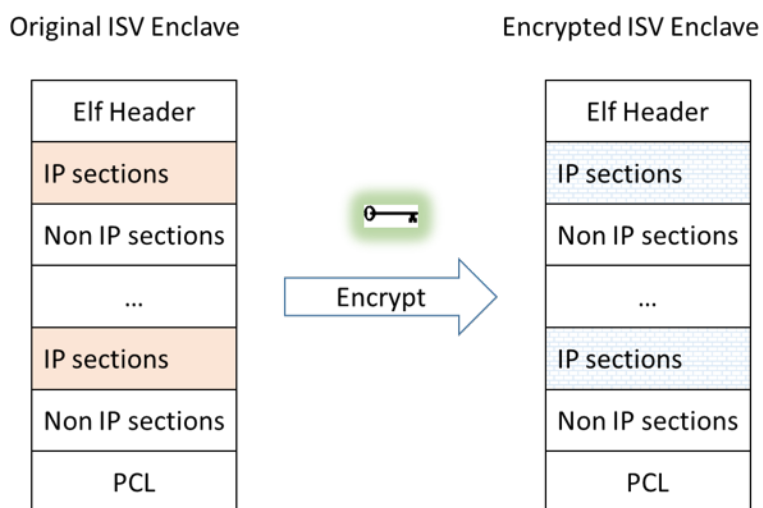 Original ISV Enclave
Elf Header
IP sections
Non IP sections
...
IP sections
Non IP sections
PCL
Encrypt
Encrypted ISV Enclave
Elf Header
IP sections
Non IP sections
...
IP sections
Non IP sections
PCL